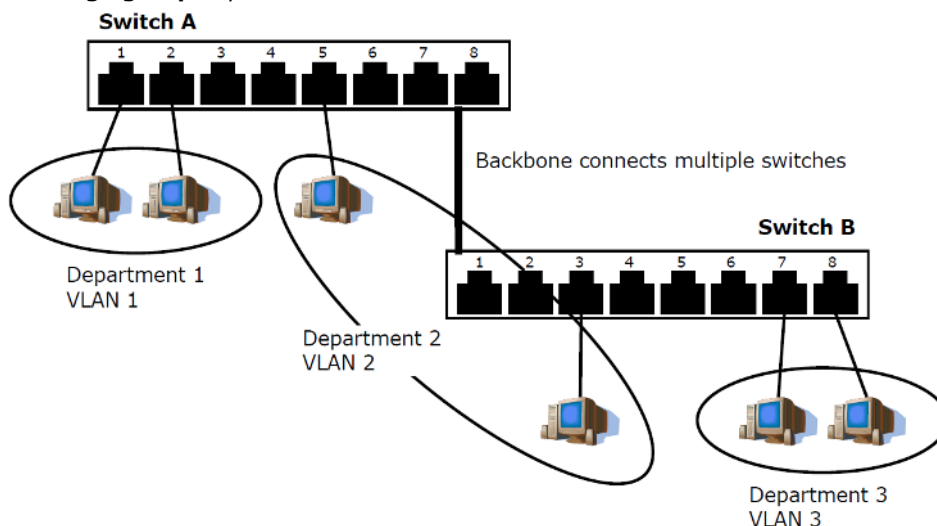 Switch A
1 2 3 4 5 6 7 8
Backbone connects multiple switches
Switch B
1 2 3 4 5 6 7 8
Department 1
VLAN 1
Department 2
VLAN 2
Department 3
VLAN 3